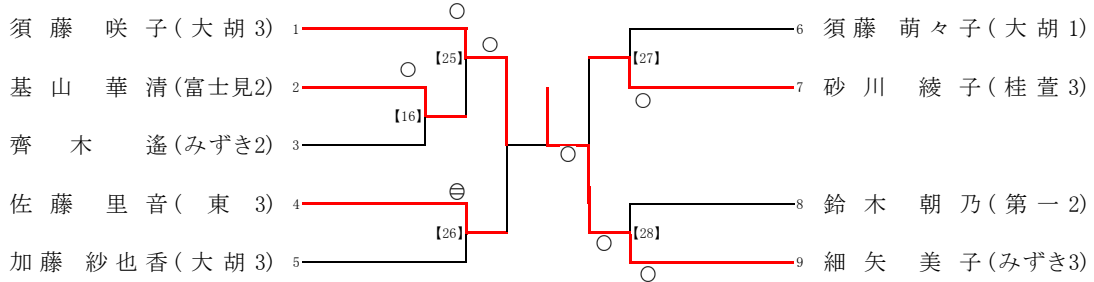 須藤 咲子(大胡3) 1
【25】
基山 華清(富士見2) 2
【16】
齊木 遙(みずき2) 3
佐藤 里音(東3) 4
【26】
加藤 紗也香(大胡3) 5
6 須藤 萌々子(大胡1)
【27】
7 砂川 綾子(桂萱3)
8 鈴木 朝乃(第一2)
【28】
9 細矢 美子(みずき3)